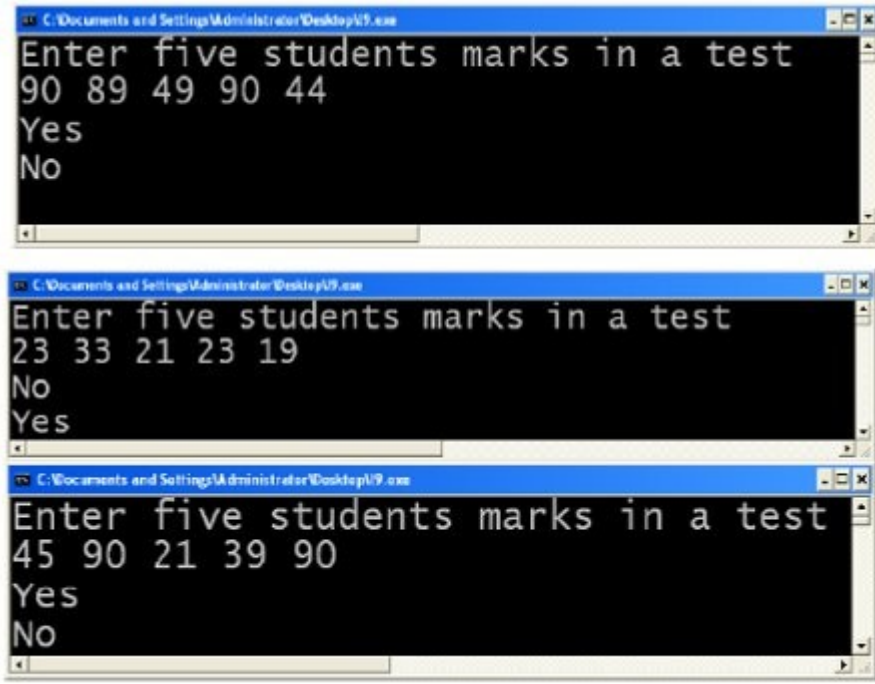 C:\Documents and Settings\Administrator\Desktop\J9.exe
Enter five students marks in a test
90 89 49 90 44
Yes
No
C:\Documents and Settings\Administrator\Desktop\J9.exe
Enter five students marks in a test
23 33 21 23 19
No
Yes
C:\Documents and Settings\Administrator\Desktop\J9.exe
Enter five students marks in a test
45 90 21 39 90
Yes
No